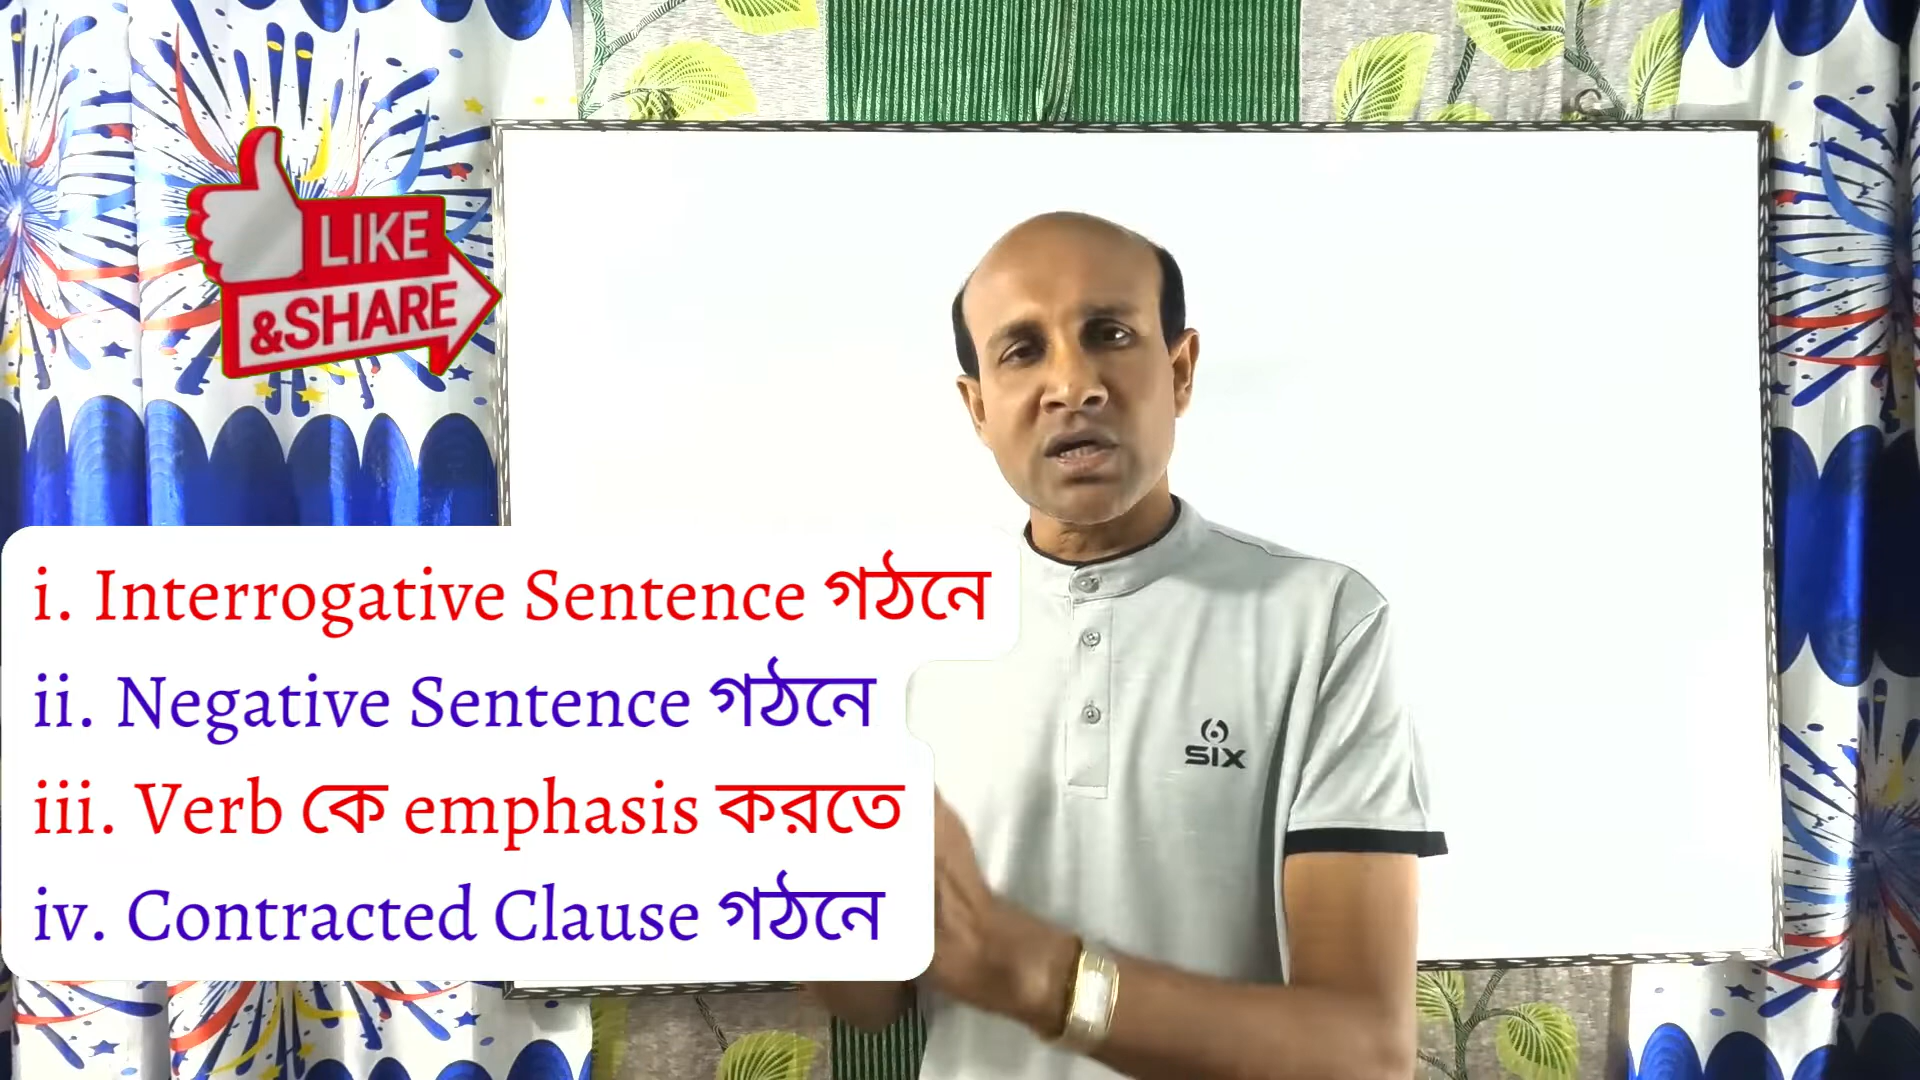 LIKE
&SHARE
i. Interrogative Sentence গঠনে
ii. Negative Sentence গঠনে
iii. Verb কে emphasis করতে
iv. Contracted Clause গঠনে
SIX